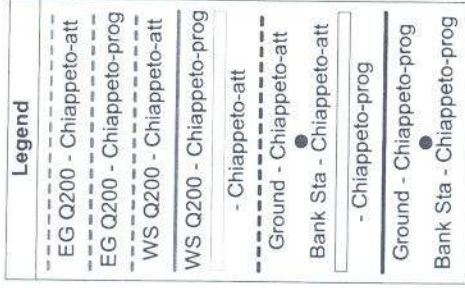 Legend
EG Q200 - Chiappeto-att
EG Q200 - Chiappeto-prog
WS Q200 - Chiappeto-att
WS Q200 - Chiappeto-prog
- Chiappeto-att
Ground - Chiappeto-att
Bank Sta - Chiappeto-att
- Chiappeto-prog
Ground - Chiappeto-prog
Bank Sta - Chiappeto-prog